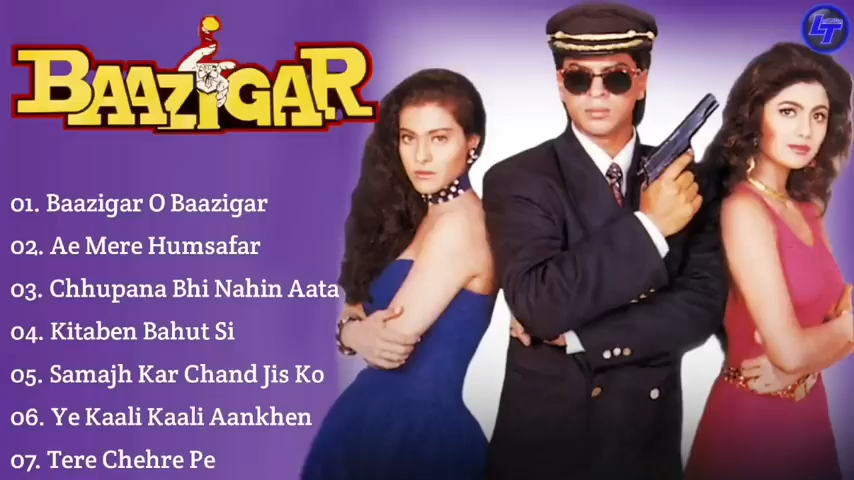 BAAZIGAR
LT
01. Baazigar O Baazigar
02. Ae Mere Humsafar
03. Chhupana Bhi Nahin Aata
04. Kitaben Bahut Si
05. Samajh Kar Chand Jis Ko
06. Ye Kaali Kaali Aankhen
07. Tere Chehre Pe